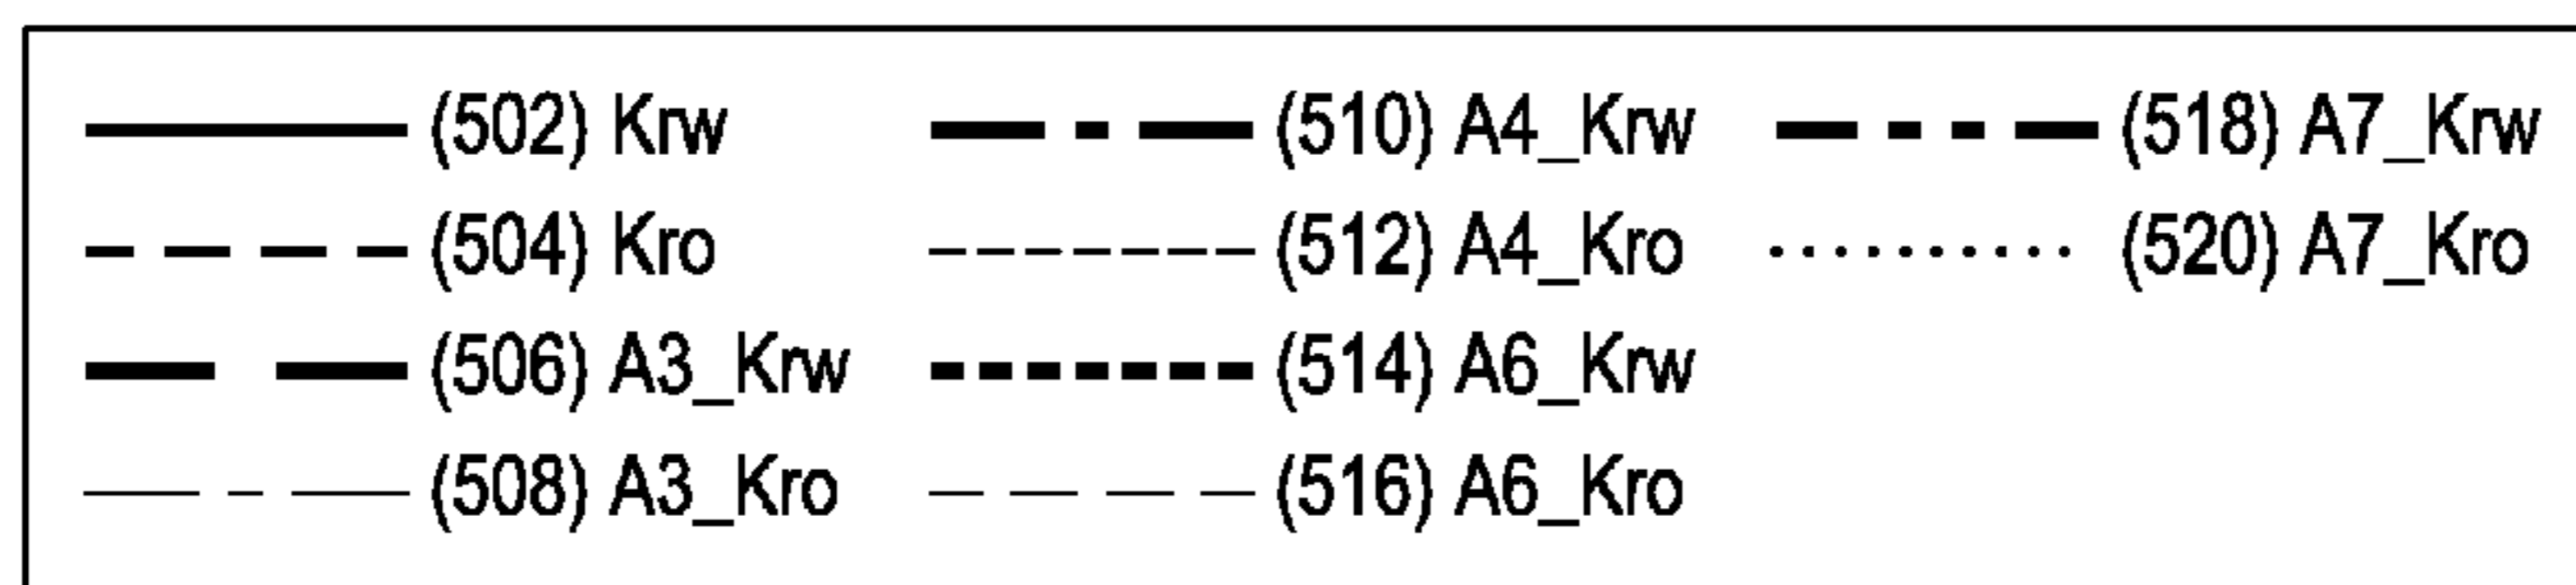 (502) Krw (510) A4_Krw (518) A7_Krw
(504) Kro (512) A4_Kro (520) A7_Kro
(506) A3_Krw (514) A6_Krw
(508) A3_Kro (516) A6_Kro